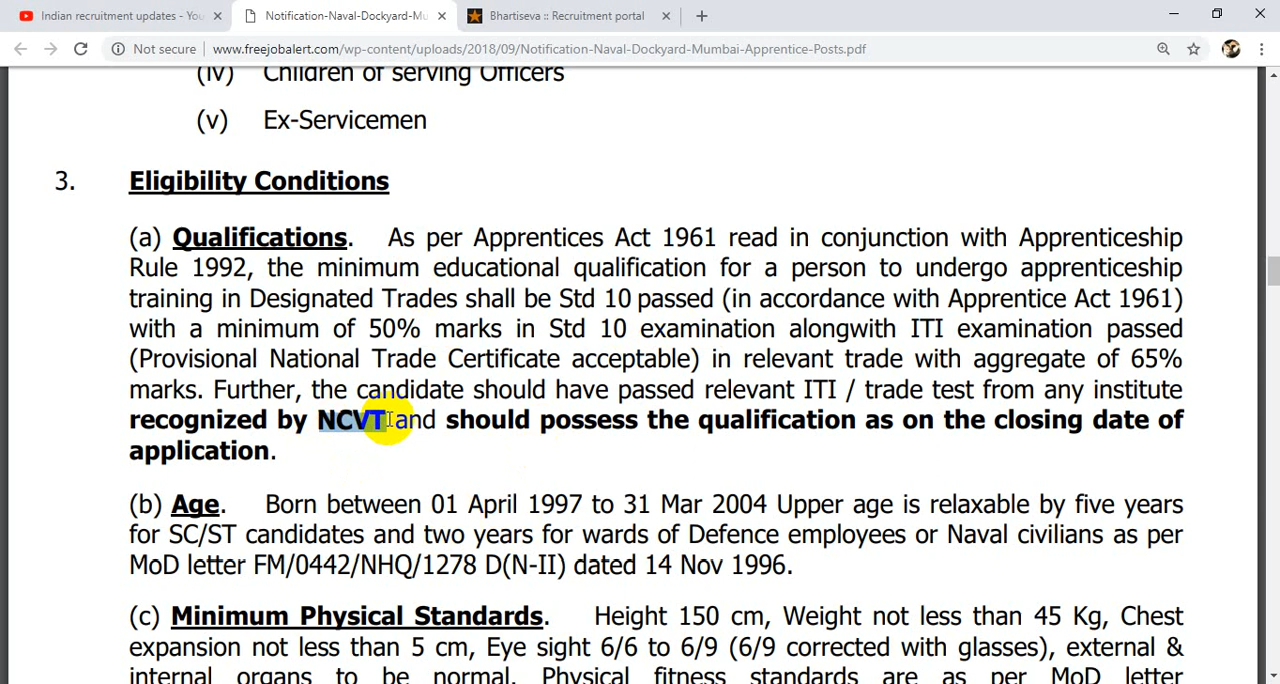 Indian recruitment updates - You
Notification-Naval-Dockyard-Mu
Bhartiseva :: Recruitment portal
Not secure | www.freejobalert.com/wp-content/uploads/2018/09/Notification-Naval-Dockyard-Mumbai-Apprentice-Posts.pdf
(iv) Children of serving Officers
(v) Ex-Servicemen
3. Eligibility Conditions
(a) Qualifications. As per Apprentices Act 1961 read in conjunction with Apprenticeship
Rule 1992, the minimum educational qualification for a person to undergo apprenticeship
training in Designated Trades shall be Std 10 passed (in accordance with Apprentice Act 1961)
with a minimum of 50% marks in Std 10 examination alongwith ITI examination passed
(Provisional National Trade Certificate acceptable) in relevant trade with aggregate of 65%
marks. Further, the candidate should have passed relevant ITI / trade test from any institute
recognized by NCVT and should possess the qualification as on the closing date of
application.
(b) Age. Born between 01 April 1997 to 31 Mar 2004 Upper age is relaxable by five years
for SC/ST candidates and two years for wards of Defence employees or Naval civilians as per
MoD letter FM/0442/NHQ/1278 D(N-II) dated 14 Nov 1996.
(c) Minimum Physical Standards. Height 150 cm, Weight not less than 45 Kg, Chest
expansion not less than 5 cm, Eye sight 6/6 to 6/9 (6/9 corrected with glasses), external &
internal organs to be normal. Physical fitness standards are as per MoD letter